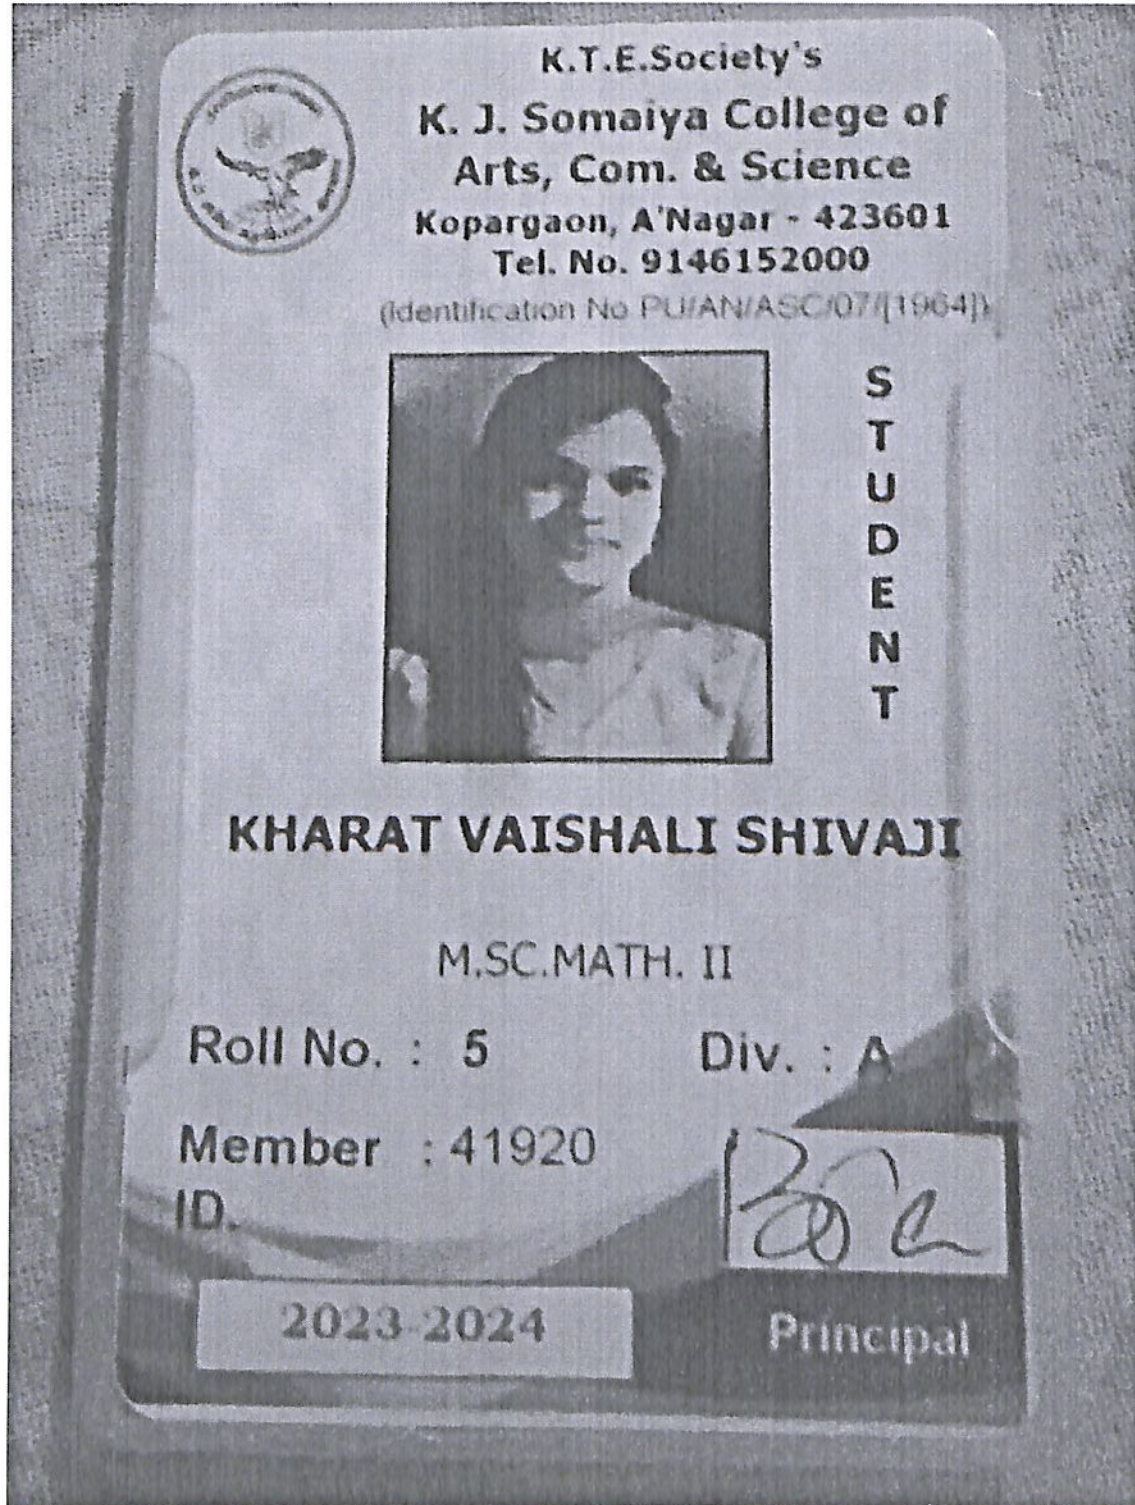 K.T.E.Society's
K. J. Somaiya College of
Arts, Com. & Science
Kopargaon, A'Nagar - 423601
Tel. No. 9146152000
(Identification No PU/AN/ASC/07/[1964])
S
T
U
D
E
N
T
KHARAT VAISHALI SHIVAJI
M.SC.MATH. II
Roll No. : 5 Div. : A
Member : 41920
ID.
2023-2024
Principal